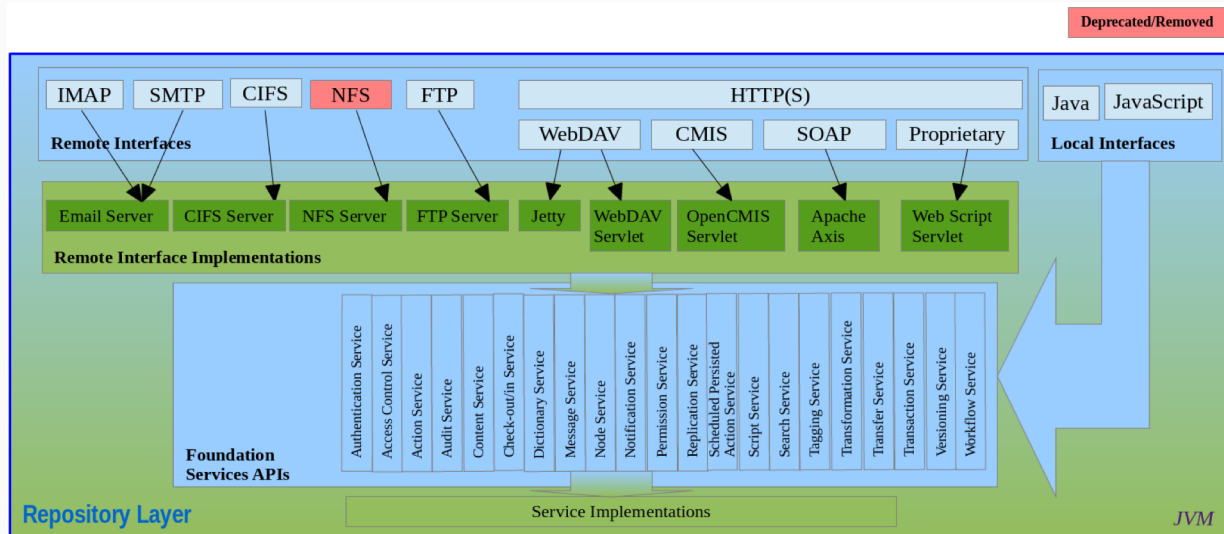 Deprecated/Removed
IMAP
SMTP
CIFS
NFS
FTP
HTTP(S)
Java
JavaScript
WebDAV
CMIS
SOAP
Proprietary
Remote Interfaces
Local Interfaces
Email Server
CIFS Server
NFS Server
FTP Server
Jetty
WebDAV
Servlet
OpenCMIS
Servlet
Apache
Axis
Web Script
Servlet
Remote Interface Implementations
Authentication Service
Access Control Service
Action Service
Audit Service
Content Service
Check-out/in Service
Dictionary Service
Message Service
Node Service
Notification Service
Permission Service
Replication Service
Scheduled Persisted
Action Service
Script Service
Search Service
Tagging Service
Transformation Service
Transfer Service
Transaction Service
Versioning Service
Workflow Service
Foundation
Services APIs
Service Implementations
Repository Layer
JVM